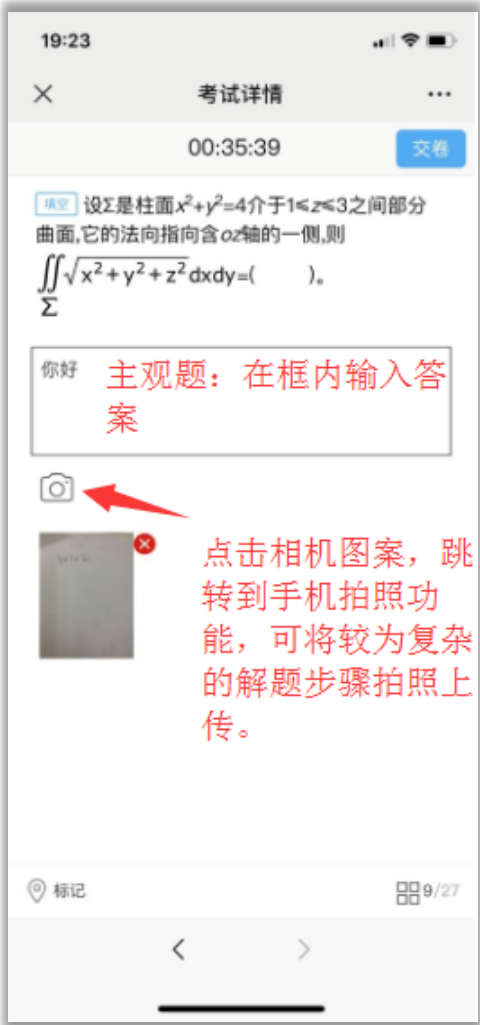 19:23
考试详情
00:35:39
交卷
填空 设Σ是柱面x²+y²=4介于1≤z≤3之间部分
曲面,它的法向指向含oz轴的一侧,则
∬√x²+y²+z² dxdy=(  )。
Σ
你好
主观题：在框内输入答
案
点击相机图案，跳
转到手机拍照功
能，可将较为复杂
的解题步骤拍照上
传。
标记
9/27